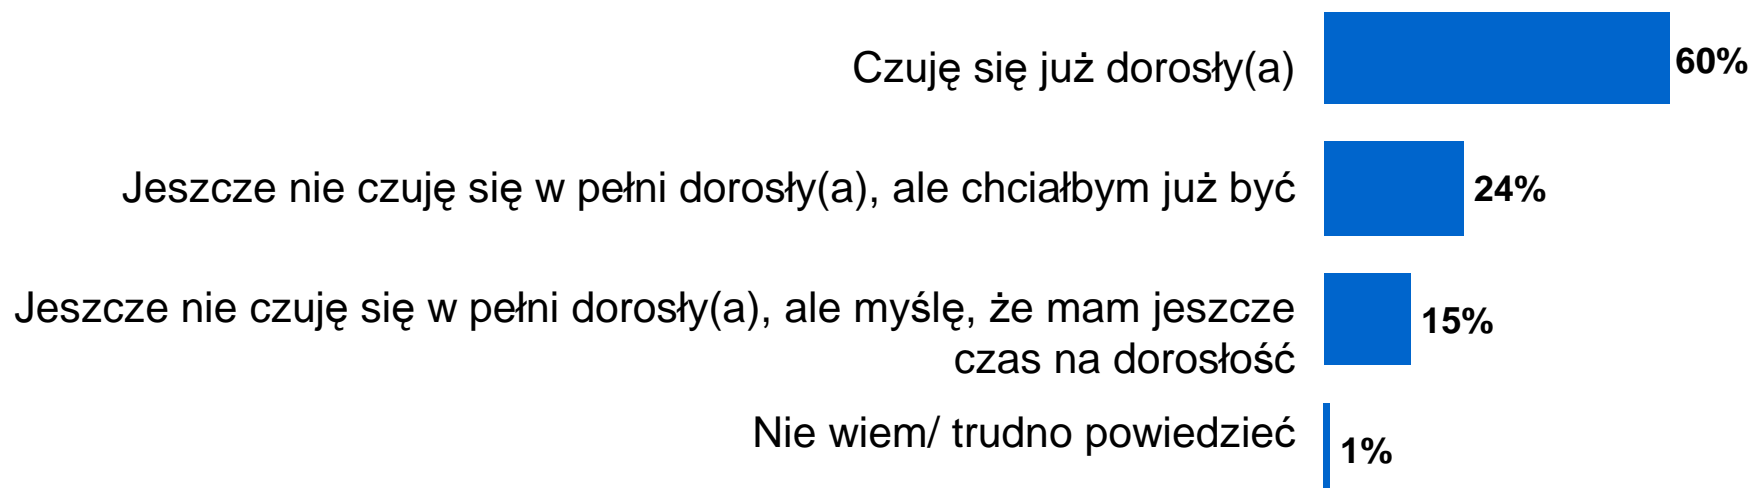 Czuję się już dorosły(a)
60%
Jeszcze nie czuję się w pełni dorosły(a), ale chciałbym już być
24%
Jeszcze nie czuję się w pełni dorosły(a), ale myślę, że mam jeszcze
czas na dorosłość
15%
Nie wiem/ trudno powiedzieć
1%